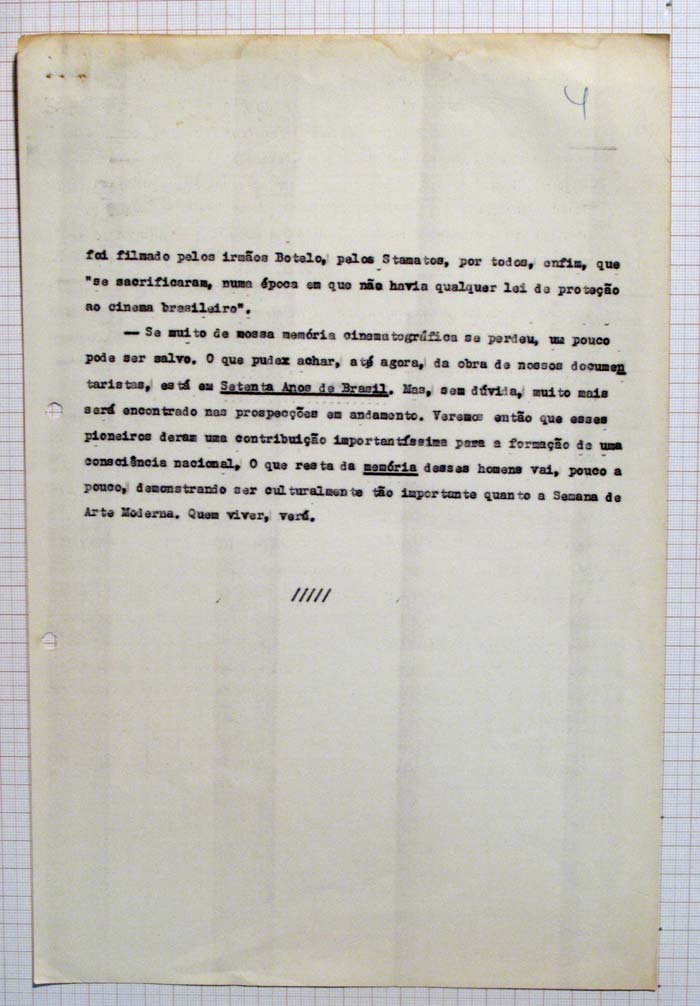 4
foi filmado pelos irmãos Botelo, pelos Stamatos, por todos, enfim, que
"se sacrificaram, numa época em que não havia qualquer lei de proteção
ao cinema brasileiro".
— Se muito de nossa memória cinematográfica se perdeu, um pouco
pode ser salvo. O que pudex achar, até agora, da obra de nossos documen
taristas, está em Setenta Anos de Brasil. Mas, sem dúvida, muito mais
será encontrado nas prospecções em andamento. Veremos então que esses
pioneiros deram uma contribuição importantíssima para a formação de uma
consciência nacional, O que resta da memória desses homens vai, pouco a
pouco, demonstrando ser culturalmente tão importante quanto a Semana de
Arte Moderna. Quem viver, verá.
/////